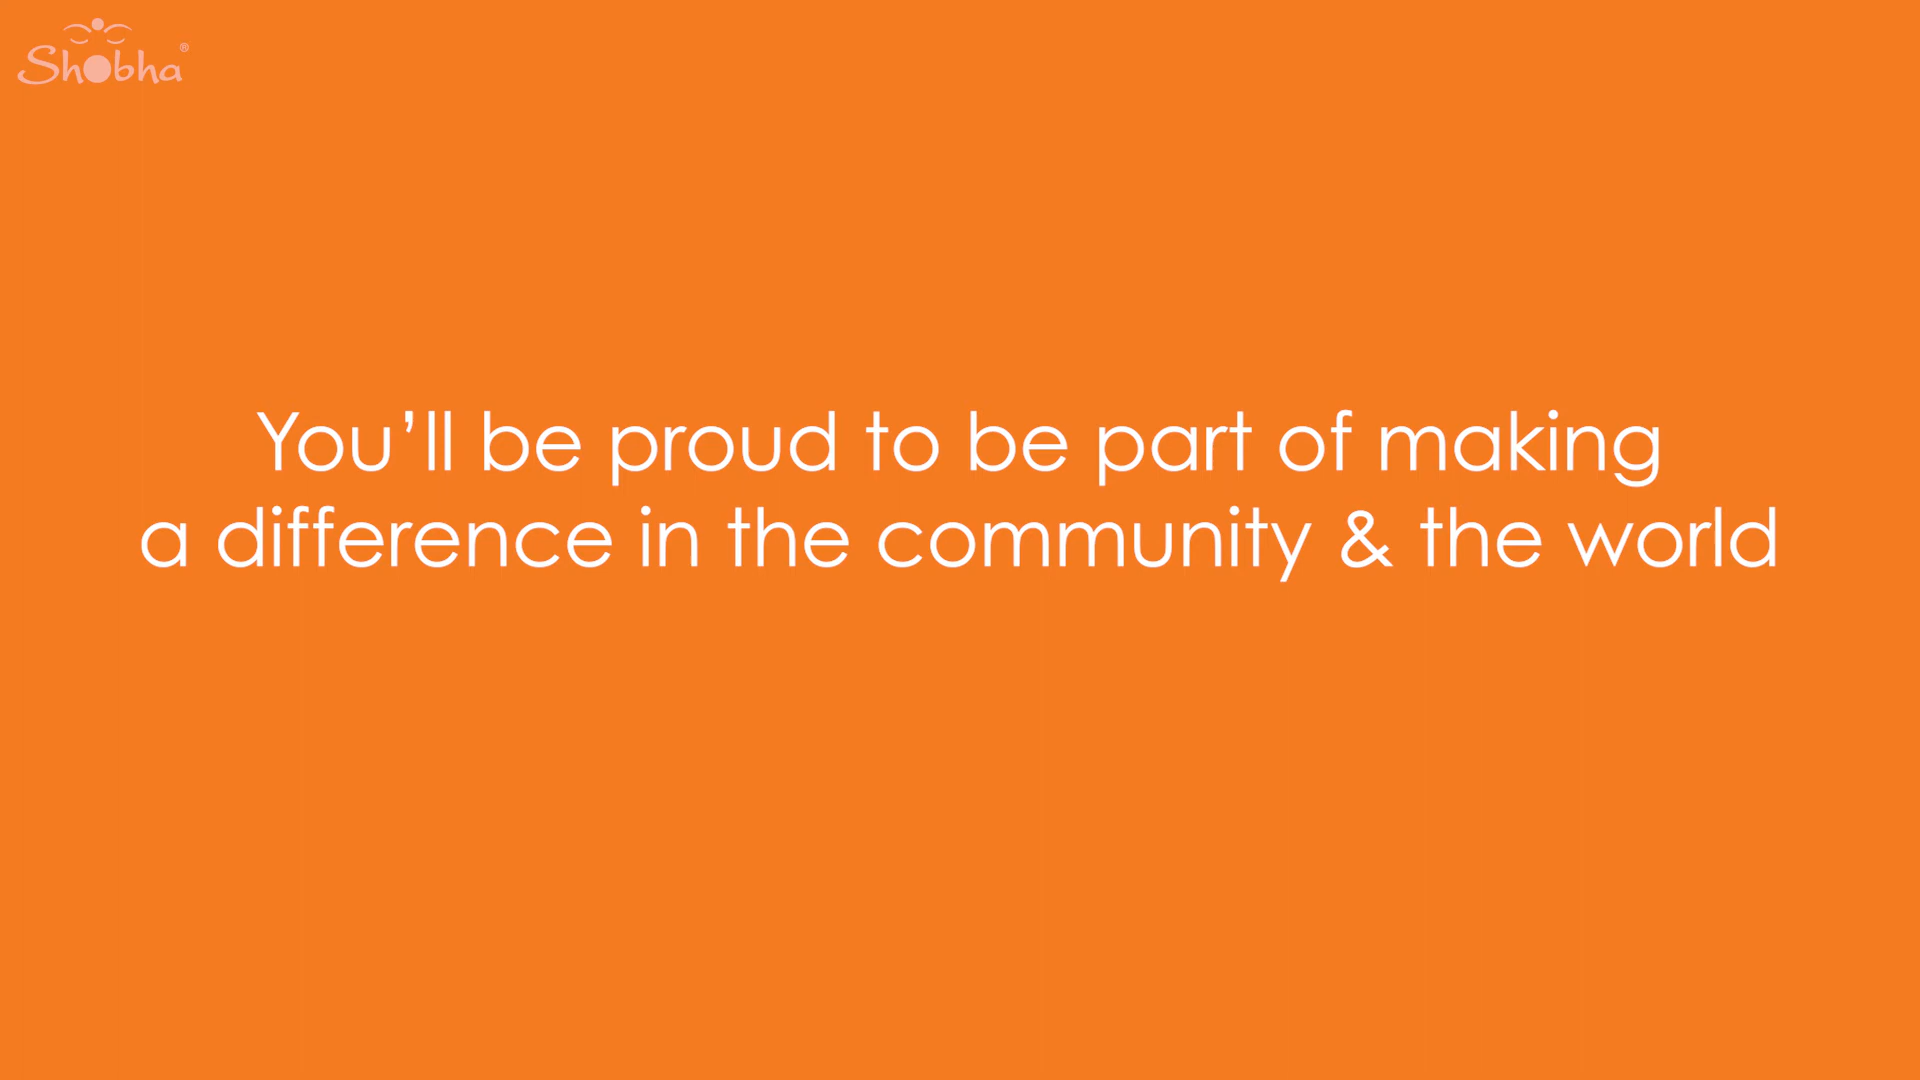 Shobha®
You’ll be proud to be part of making
a difference in the community & the world